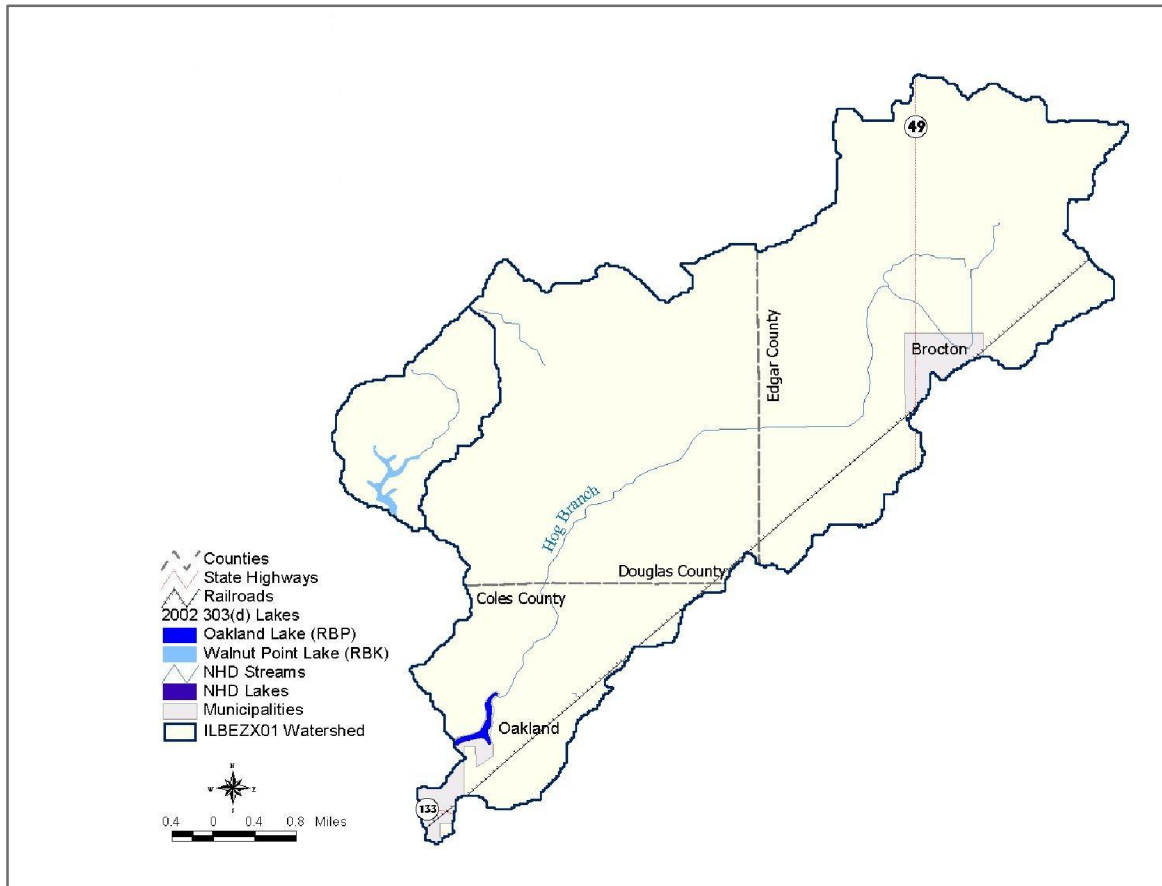 49
Brocton
Edgar County
Hog Branch
Douglas County
Coles County
Oakland
133
Counties
State Highways
Railroads
2002 303(d) Lakes
Oakland Lake (RBP)
Walnut Point Lake (RBK)
NHD Streams
NHD Lakes
Municipalities
ILBEZX01 Watershed
N
W E
S
0.4 0 0.4 0.8 Miles